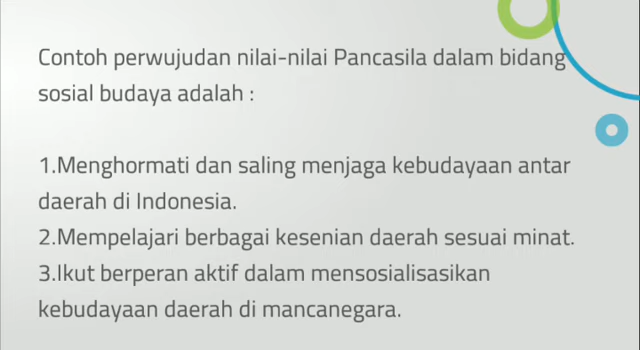 Contoh perwujudan nilai-nilai Pancasila dalam bidang
sosial budaya adalah :
1.Menghormati dan saling menjaga kebudayaan antar
daerah di Indonesia.
2.Mempelajari berbagai kesenian daerah sesuai minat.
3.Ikut berperan aktif dalam mensosialisasikan
kebudayaan daerah di mancanegara.